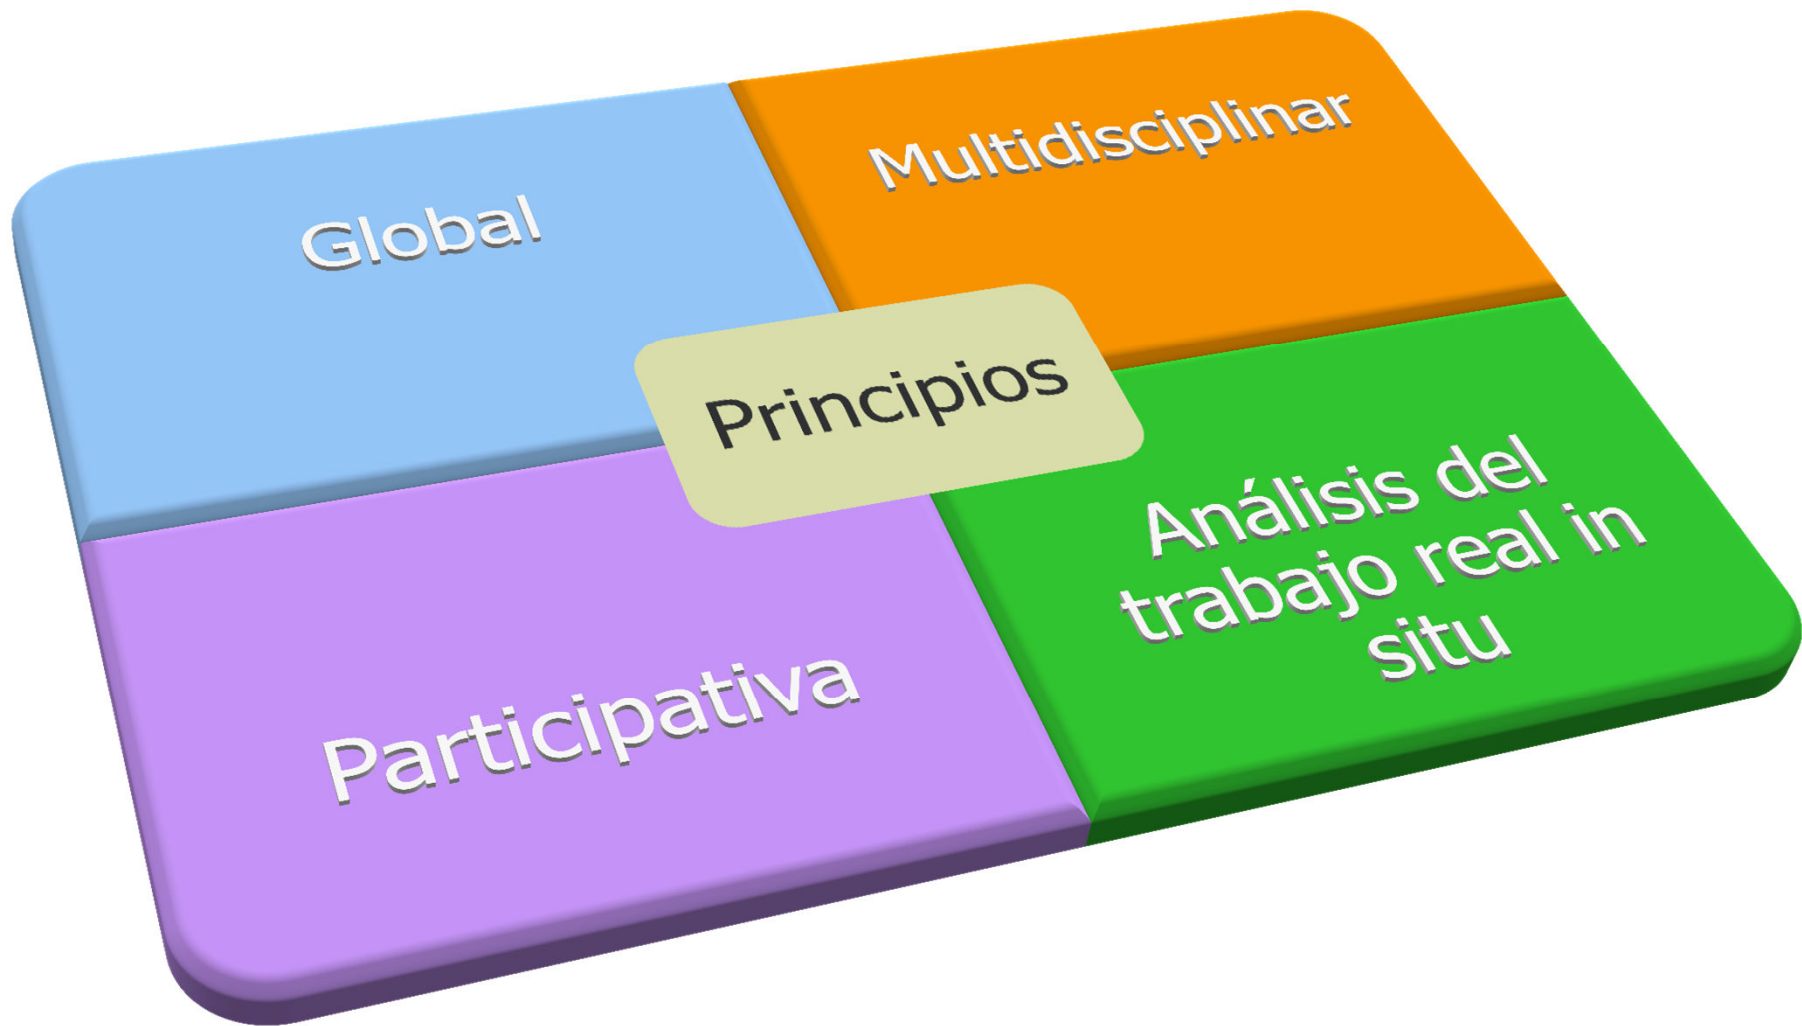 Global
Multidisciplinar
Principios
Participativa
Análisis del
trabajo real in
situ